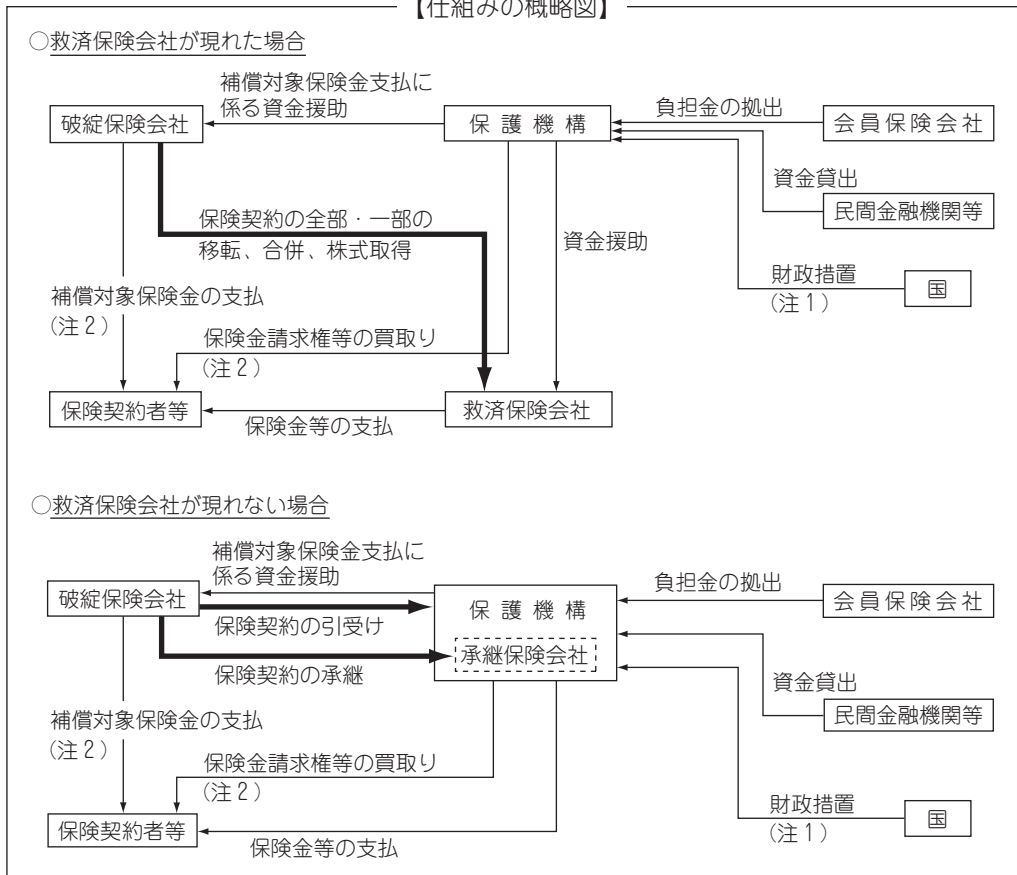 【仕組みの概略図】
○救済保険会社が現れた場合
補償対象保険金支払に
係る資金援助
破綻保険会社
保護機構
負担金の拠出
会員保険会社
資金貸出
民間金融機関等
保険契約の全部・一部の
移転、合併、株式取得
資金援助
財政措置
(注1)
国
補償対象保険金の支払
(注2)
保険金請求権等の買取り
(注2)
保険契約者等
保険金等の支払
救済保険会社
○救済保険会社が現れない場合
補償対象保険金支払に
係る資金援助
破綻保険会社
保険契約の引受け
保護機構
承継保険会社
保険契約の承継
負担金の拠出
会員保険会社
資金貸出
民間金融機関等
補償対象保険金の支払
(注2)
保険金請求権等の買取り
(注2)
財政措置
(注1)
国
保険契約者等
保険金等の支払